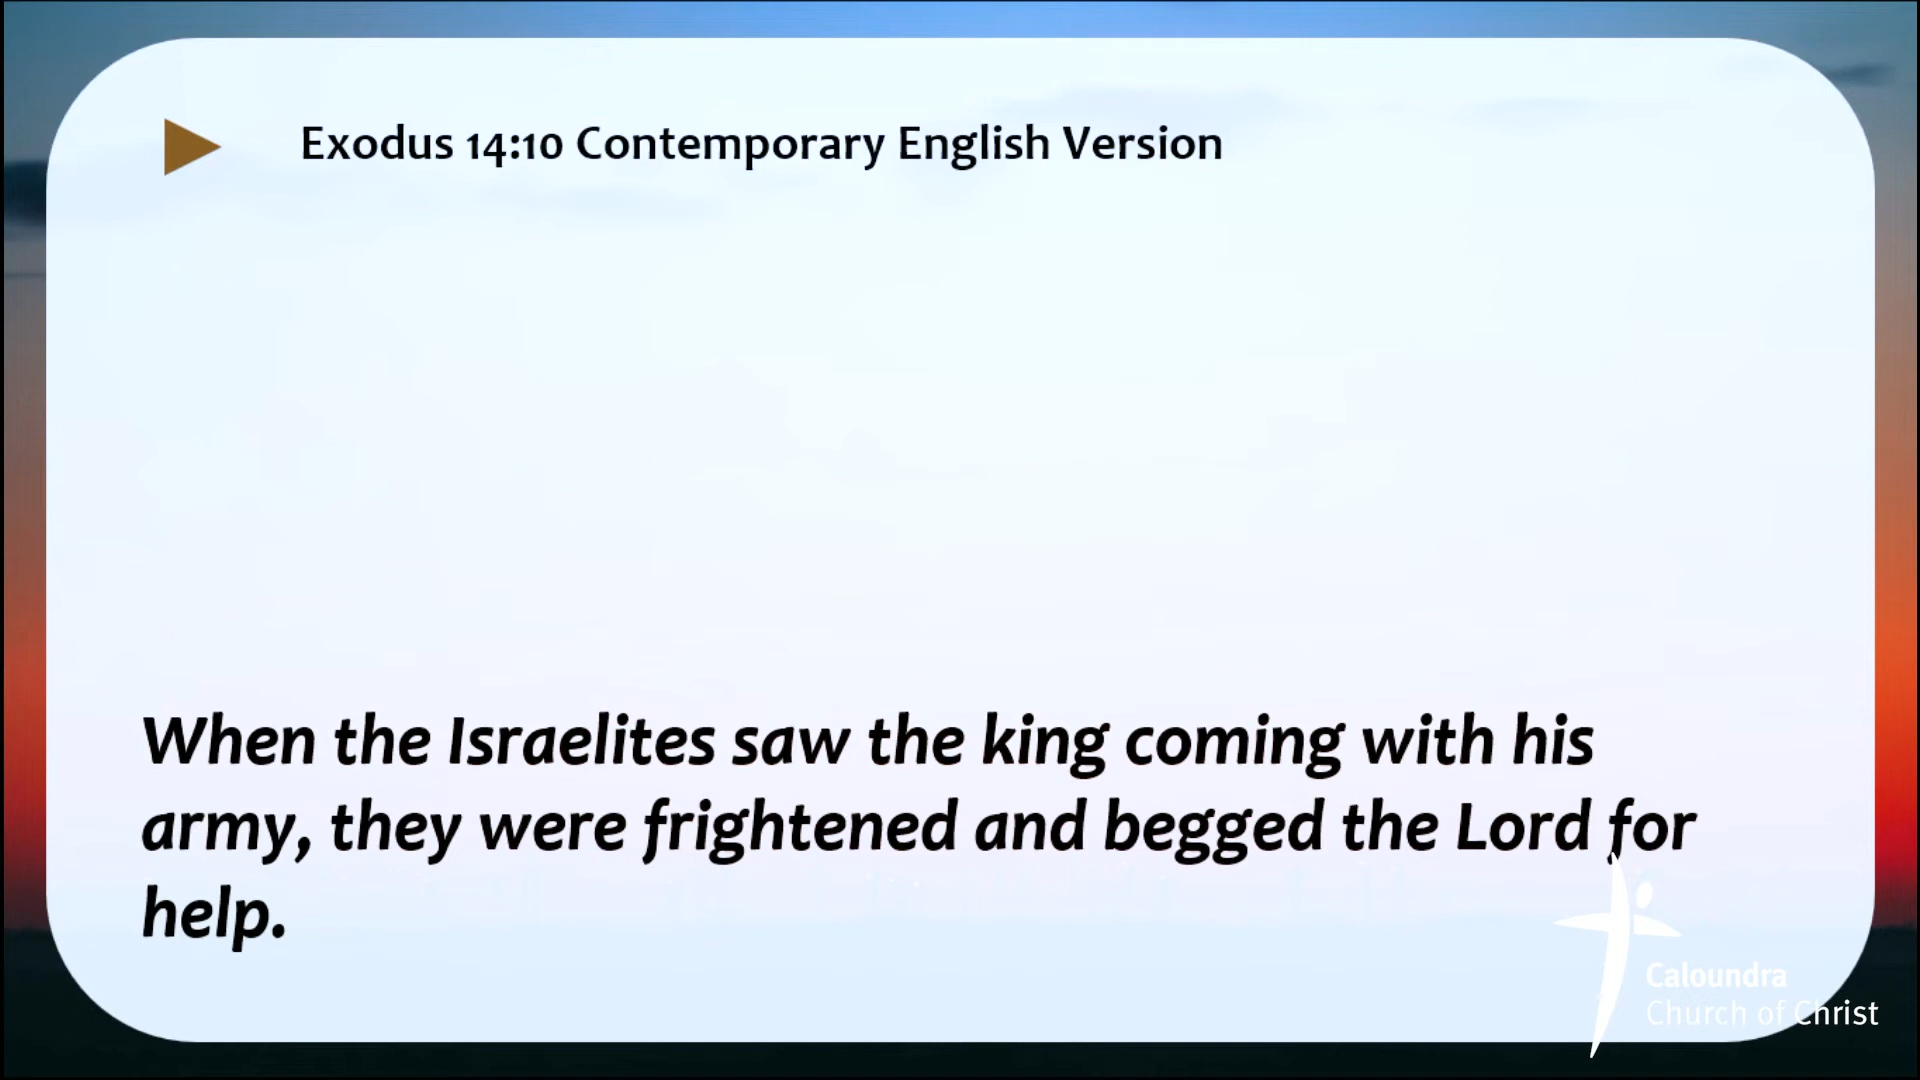 Exodus 14:10 Contemporary English Version
When the Israelites saw the king coming with his
army, they were frightened and begged the Lord for
help.
Caloundra
Church of Christ